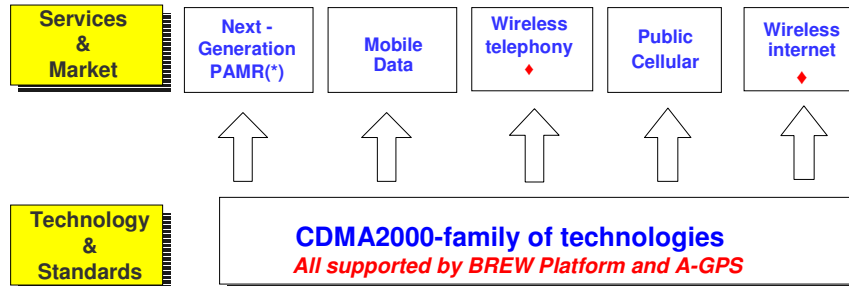 Services
&
Market
Next -
Generation
PAMR(*)
Mobile
Data
Wireless
telephony
♦
Public
Cellular
Wireless
internet
♦
Technology
&
Standards
CDMA2000-family of technologies
All supported by BREW Platform and A-GPS